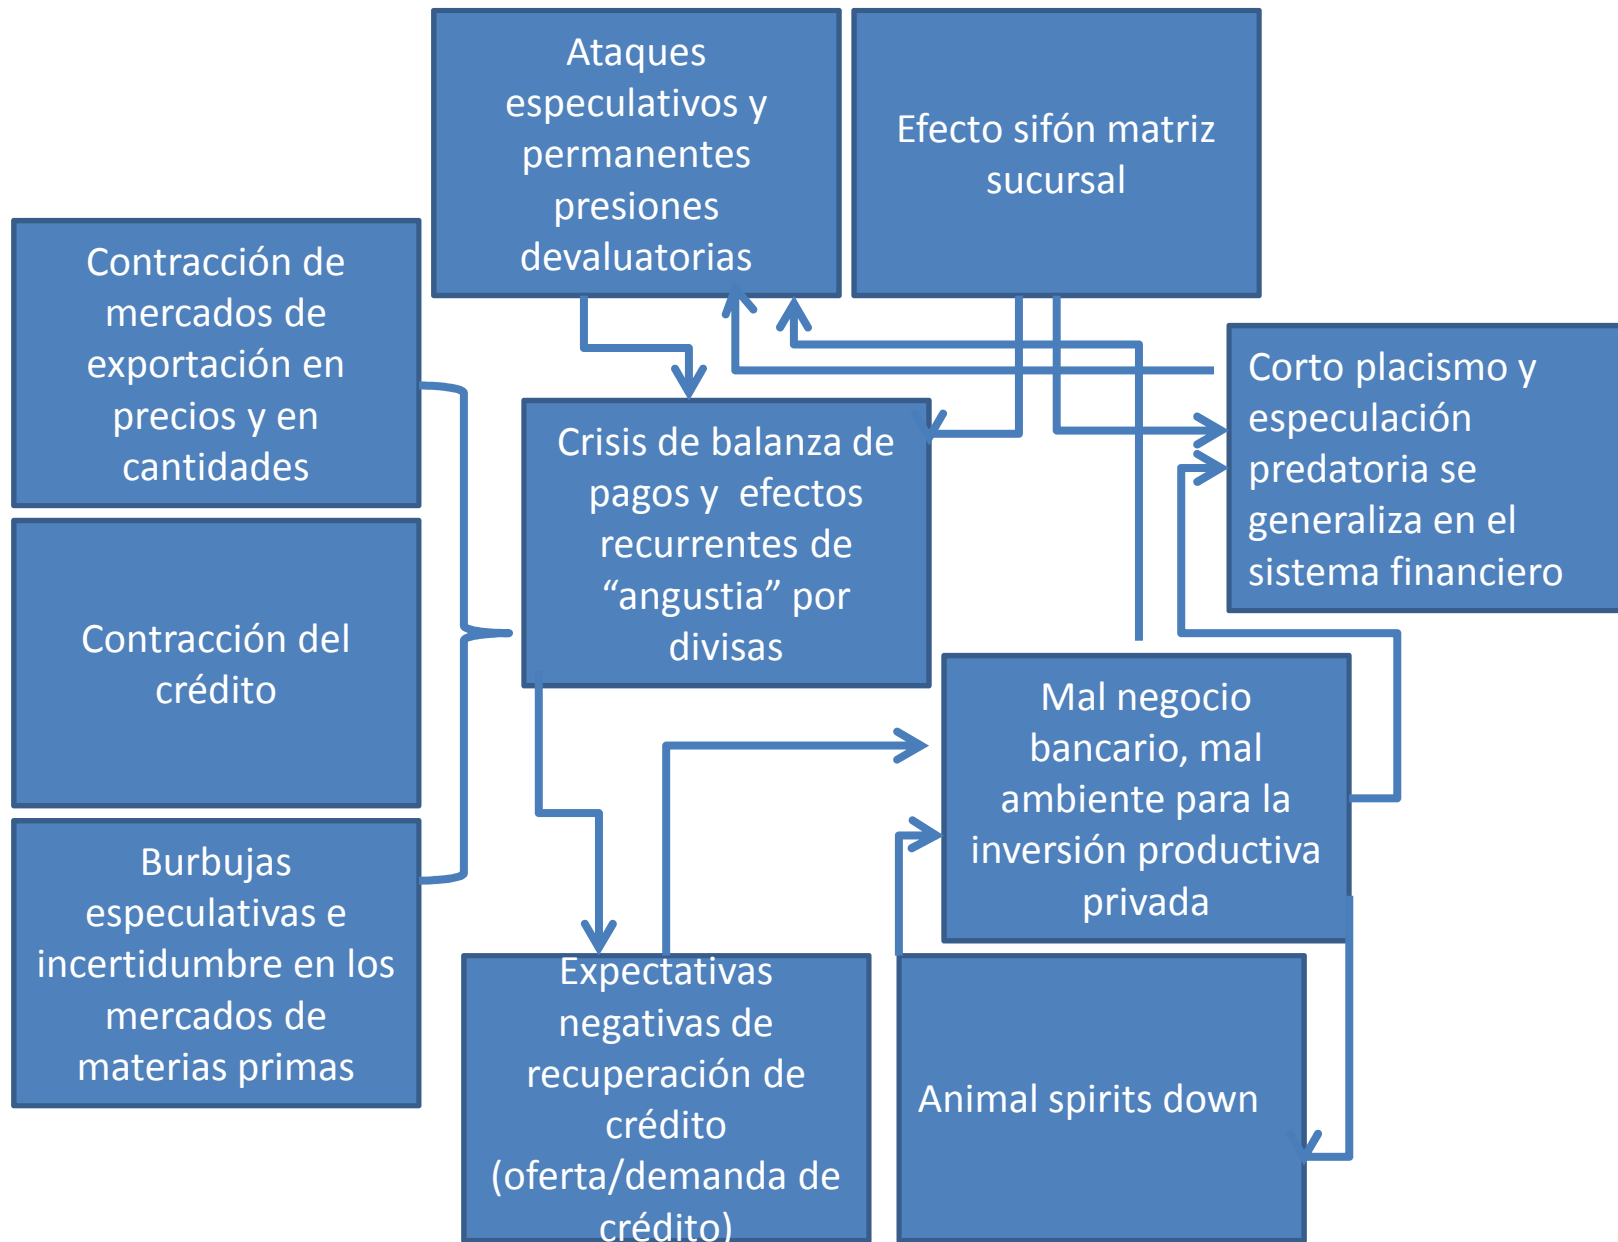 Ataques
especulativos y
permanentes
presiones
devaluatorias
Efecto sifón matriz
sucursal
Contracción de
mercados de
exportación en
precios y en
cantidades
Corto placismo y
especulación
predatoria se
generaliza en el
sistema financiero
Crisis de balanza de
pagos y  efectos
recurrentes de
“angustia” por
divisas
Contracción del
crédito
Mal negocio
bancario, mal
ambiente para la
inversión productiva
privada
Burbujas
especulativas e
incertidumbre en los
mercados de
materias primas
Expectativas
negativas de
recuperación de
crédito
(oferta/demanda de
crédito)
Animal spirits down